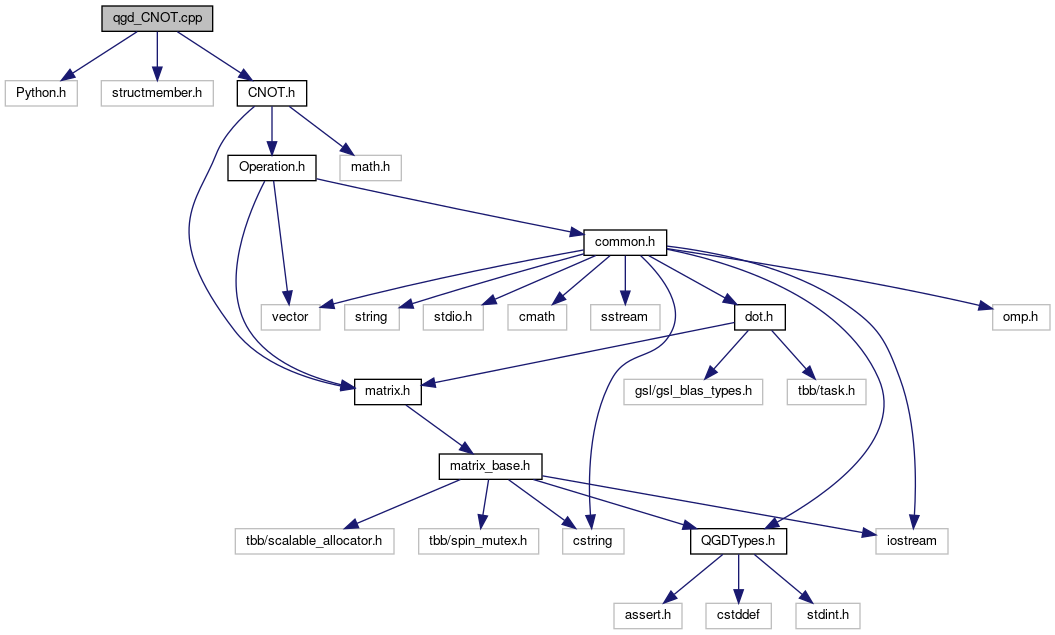 qgd_CNOT.cpp
Python.h
structmember.h
CNOT.h
Operation.h
math.h
common.h
vector
string
stdio.h
cmath
sstream
dot.h
omp.h
matrix.h
gsl/gsl_blas_types.h
tbb/task.h
matrix_base.h
tbb/scalable_allocator.h
tbb/spin_mutex.h
cstring
QGDTypes.h
iostream
assert.h
cstddef
stdint.h